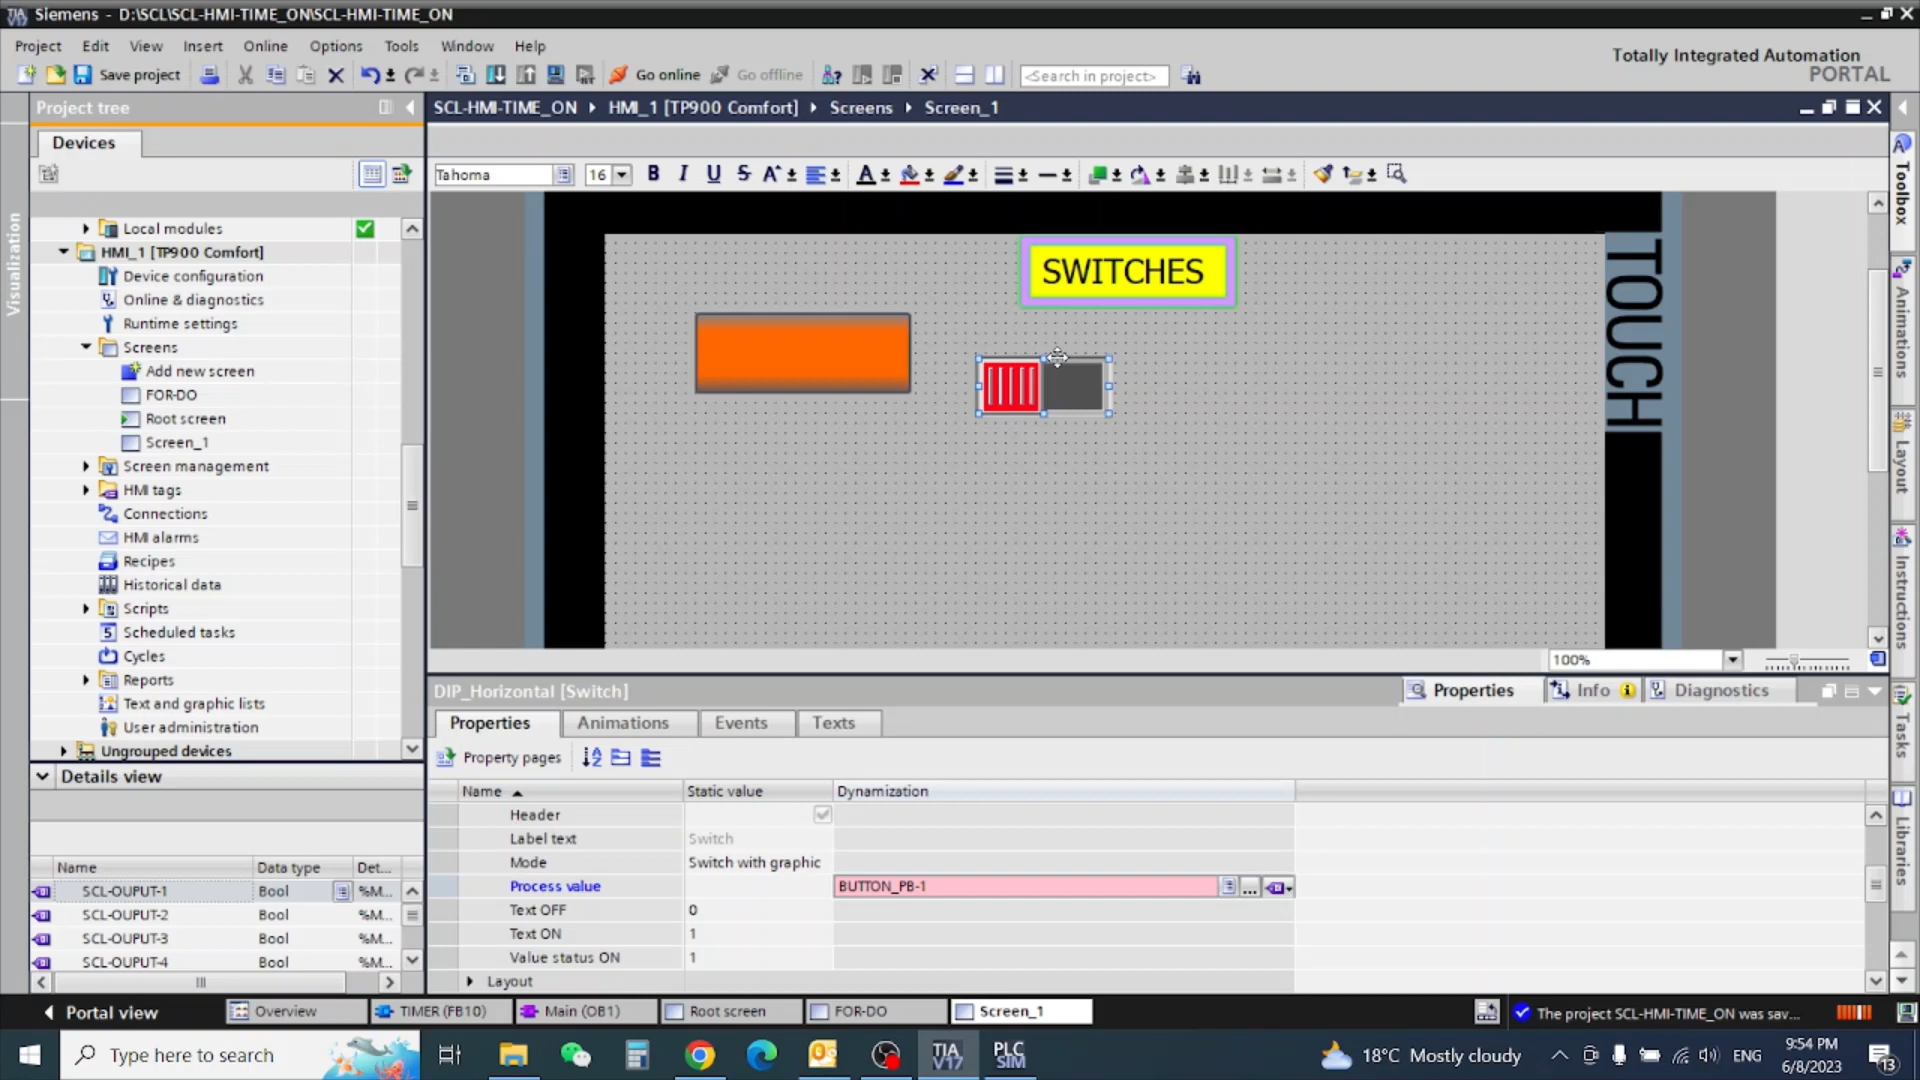 Siemens - D:\SCL\SCL-HMI-TIME_ON\SCL-HMI-TIME_ON
Project Edit View Insert Online Options Tools Window Help
Totally Integrated Automation
PORTAL
Save project Go online Go offline <Search in project>
Project tree
SCL-HMI-TIME_ON HMI_1 [TP900 Comfort] Screens Screen_1
Devices
Tahoma 16 B I U S A A
Visualization
Local modules
HMI_1 [TP900 Comfort]
Device configuration
Online & diagnostics
Runtime settings
Screens
Add new screen
FOR-DO
Root screen
Screen_1
Screen management
HMI tags
Connections
HMI alarms
Recipes
Historical data
Scripts
Scheduled tasks
Cycles
Reports
Text and graphic lists
User administration
Ungrouped devices
SWITCHES
TOUCH
Toolbox
Animations
Layout
Instructions
Tasks
Libraries
100%
Details view
Name Data type Det...
SCL-OUPUT-1 Bool %M...
SCL-OUPUT-2 Bool %M...
SCL-OUPUT-3 Bool %M...
SCL-OUPUT-4 Bool %M...
DIP_Horizontal [Switch]
Properties Info Diagnostics
Properties Animations Events Texts
Property pages
Name Static value Dynamization
Header
Label text Switch
Mode Switch with graphic
Process value BUTTON_PB-1
Text OFF 0
Text ON 1
Value status ON 1
Layout
Portal view Overview TIMER (FB10) Main (OB1) Root screen FOR-DO Screen_1 The project SCL-HMI-TIME_ON was sav...
Type here to search
TIA V17
PLC SIM
18°C Mostly cloudy
ENG
9:54 PM
6/8/2023
13